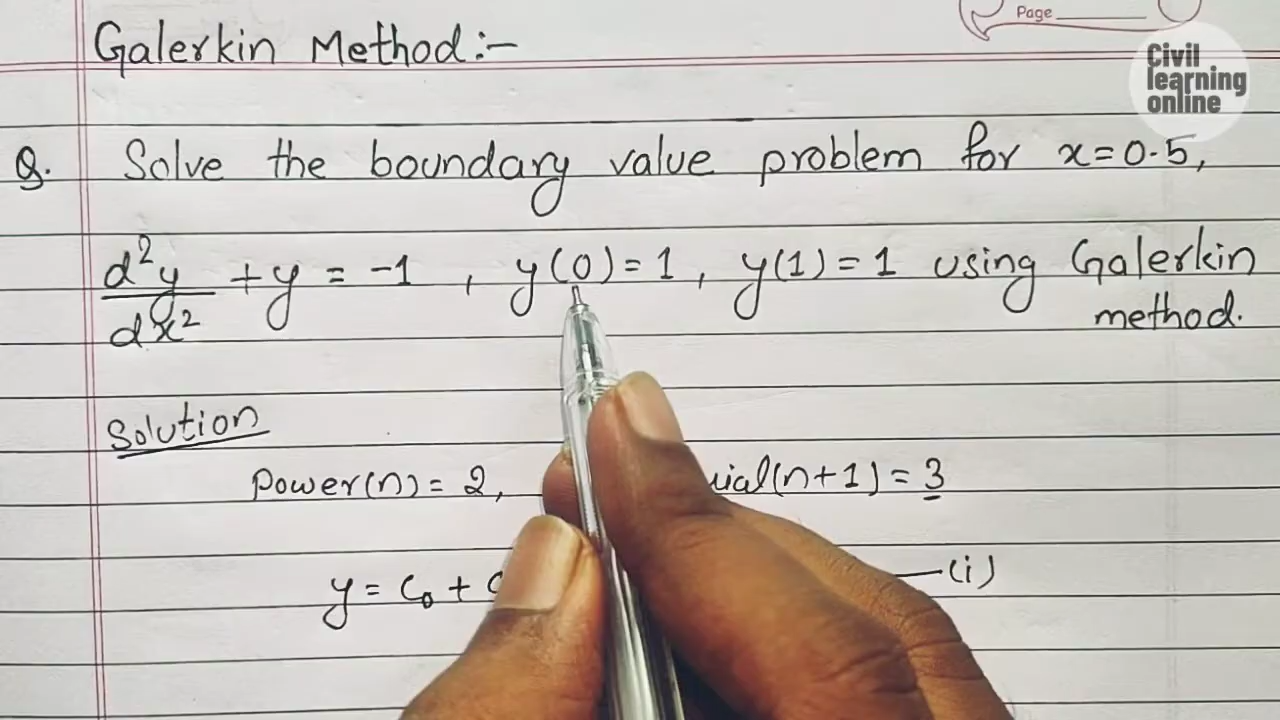 Page
Civil
learning
online
Galerkin Method:-
Q. Solve the boundary value problem for x=0.5,
d²y/dx² + y = -1 , y(0)=1, y(1)=1 using Galerkin
method.
Solution
Power(n) = 2, (n+1) = 3
y = C₀ + —(i)